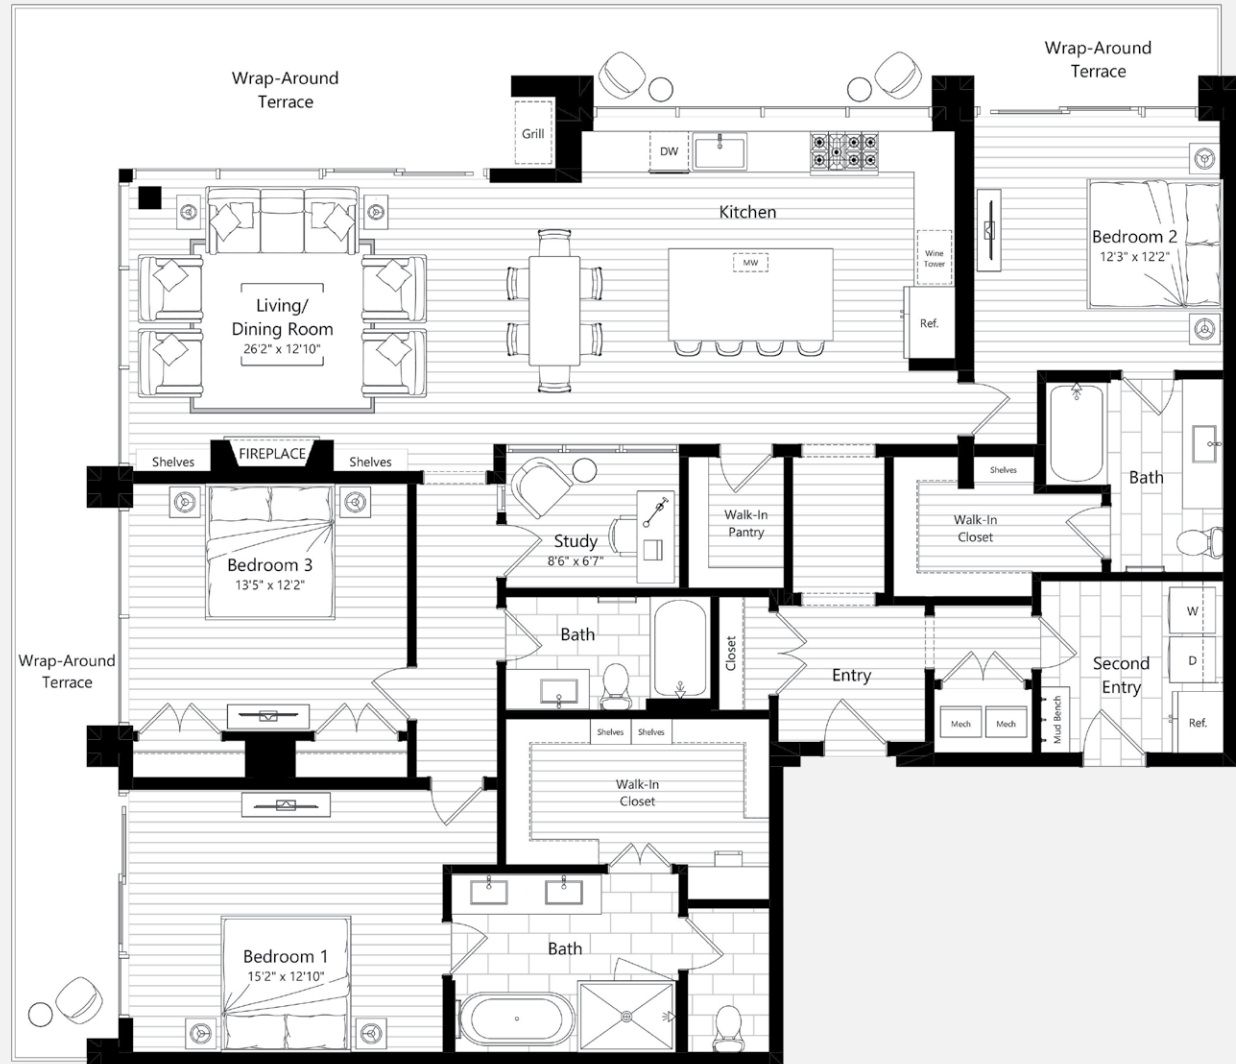 Wrap-Around
Terrace
Wrap-Around
Terrace
Grill
DW
Kitchen
Wine
Tower
MW
Ref.
Bedroom 2
12'3" x 12'2"
Living/
Dining Room
26'2" x 12'10"
Shelves
FIREPLACE
Shelves
Bedroom 3
13'5" x 12'2"
Study
8'6" x 6'7"
Walk-In
Pantry
Shelves
Walk-In
Closet
Bath
Wrap-Around
Terrace
Bath
Closet
Entry
Mech
Mech
Second
Entry
Mud Bench
W
D
Ref.
Shelves
Shelves
Walk-In
Closet
Bedroom 1
15'2" x 12'10"
Bath